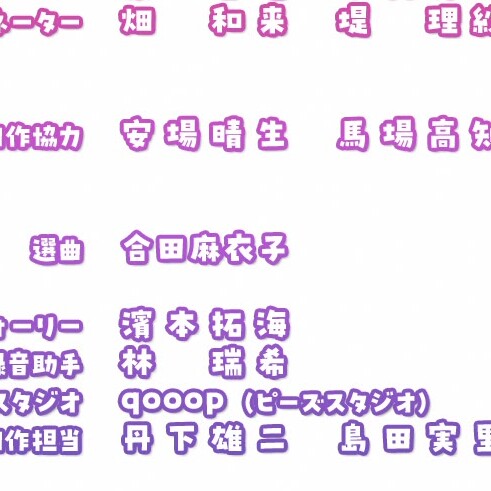 ネーター 畑 和来 堤 理紗
制作協力 安場晴生 馬場高知
選曲 合田麻衣子
ォーリー 濱本拓海
録音助手 林 瑞希
スタジオ qooop (ピーズスタジオ)
制作担当 丹下雄二 島田実里